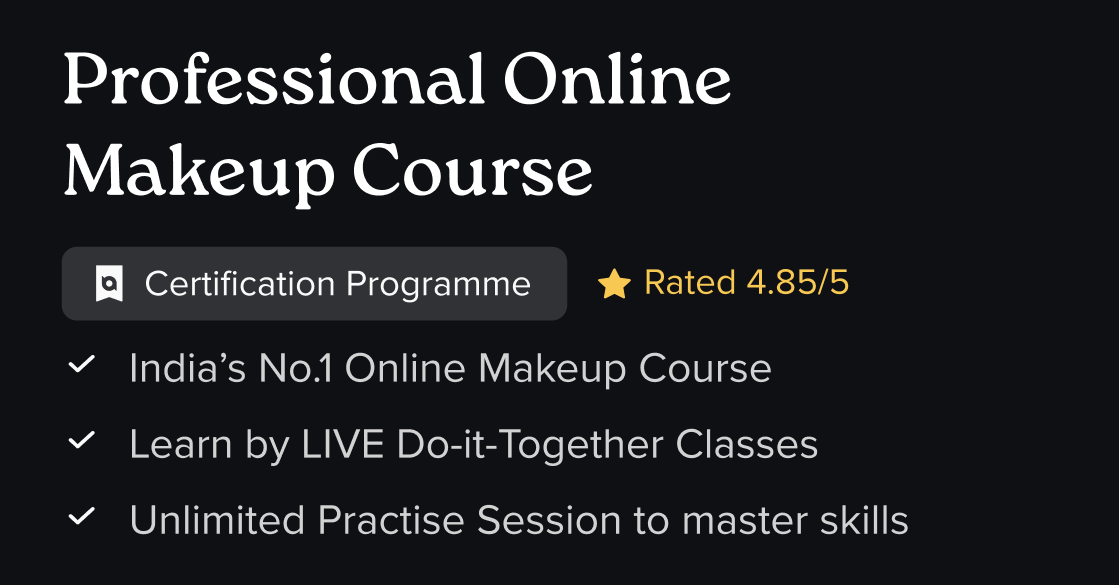 Professional Online
Makeup Course
Certification Programme
Rated 4.85/5
India’s No.1 Online Makeup Course
Learn by LIVE Do-it-Together Classes
Unlimited Practise Session to master skills